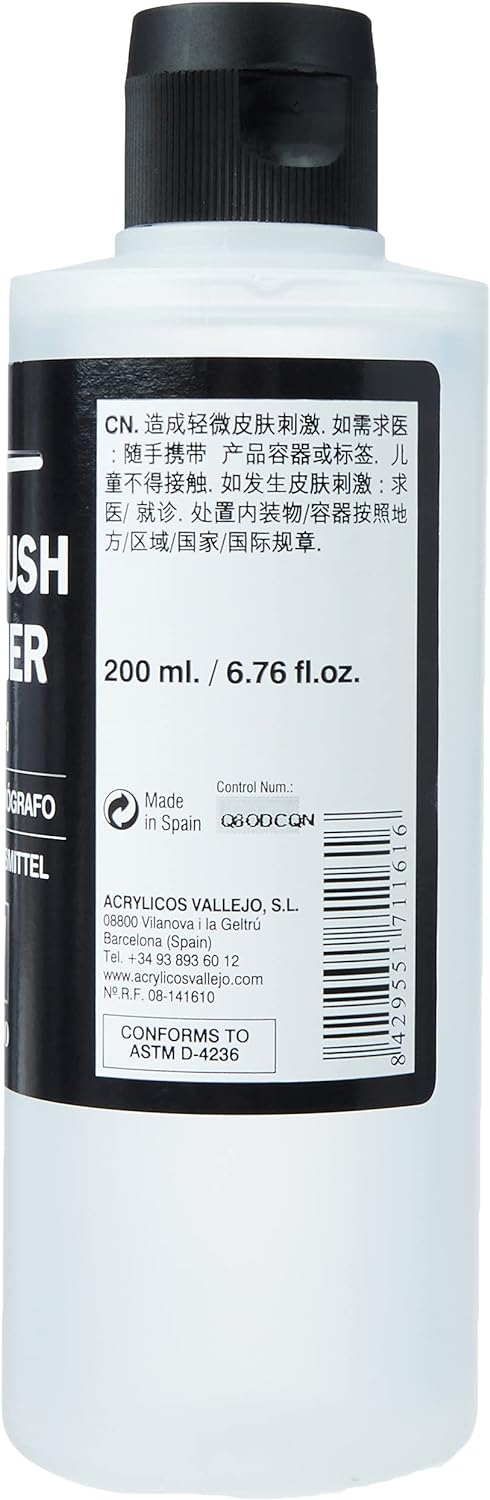 CN. 造成轻微皮肤刺激. 如需求医
: 随手携带 产品容器或标签. 儿
童不得接触. 如发生皮肤刺激 : 求
医/ 就诊. 处置内装物/容器按照地
方/区域/国家/国际规章.
USH
ER
200 ml. / 6.76 fl.oz.
ÓGRAFO
SMITTEL
Made
in Spain
Control Num.:
Q8ODCQN
ACRYLICOS VALLEJO, S.L.
08800 Vilanova i la Geltrú
Barcelona (Spain)
Tel. +34 93 893 60 12
www.acrylicosvallejo.com
Nº.R.F. 08-141610
CONFORMS TO
ASTM D-4236
8429551711616